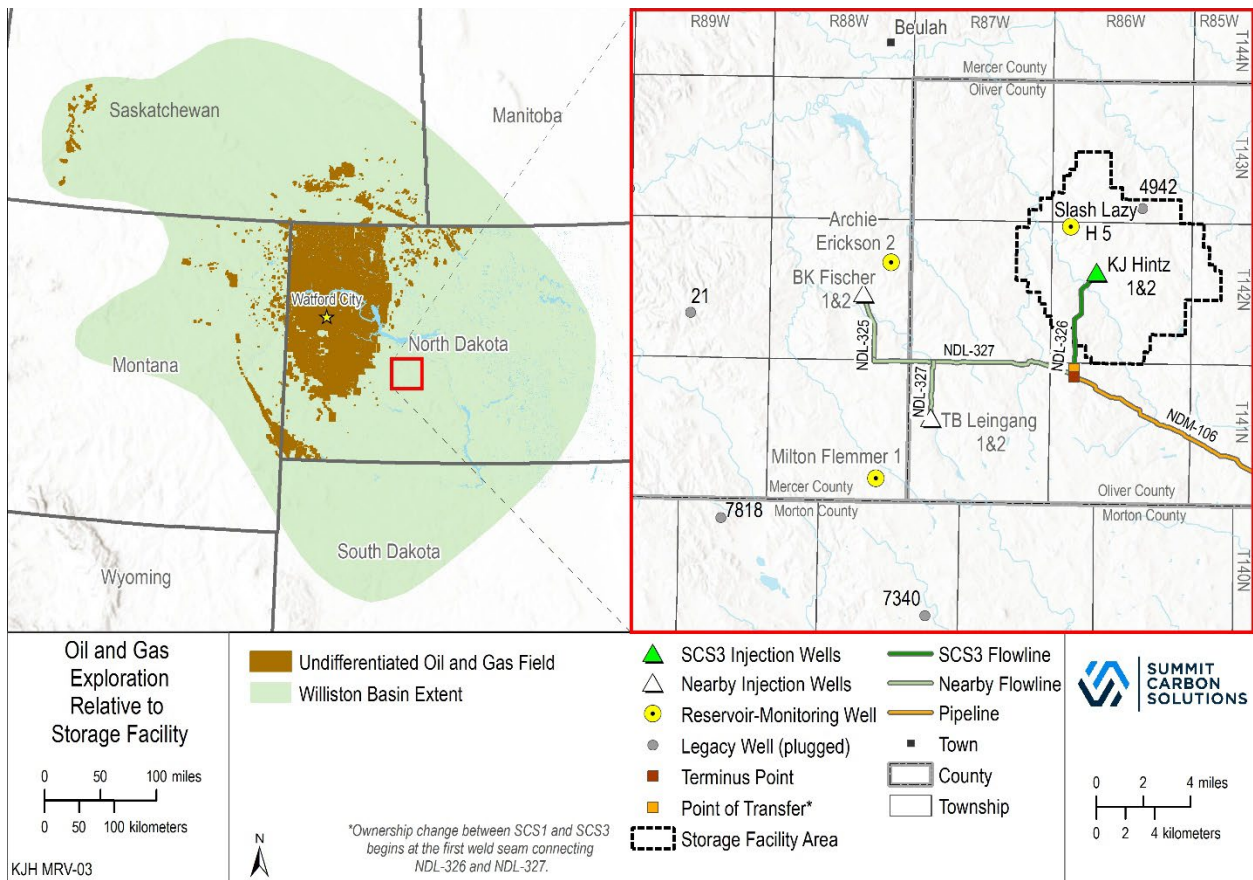 Saskatchewan
Manitoba
Watford City
North Dakota
Montana
South Dakota
Wyoming
R89W
R88W
R87W
R86W
R85W
T144N
T143N
T142N
T141N
T140N
Beulah
Mercer County
Oliver County
4942
Slash Lazy
H 5
Archie
Erickson 2
BK Fischer
1&2
KJ Hintz
1&2
21
NDL-325
NDL-327
NDL-326
NDL-327
TB Leingang
1&2
NDM-106
Milton Flemmer 1
Mercer County
Oliver County
Morton County
Morton County
7818
7340
Oil and Gas
Exploration
Relative to
Storage Facility
0 50 100 miles
0 50 100 kilometers
KJH MRV-03
Undifferentiated Oil and Gas Field
Williston Basin Extent
N
*Ownership change between SCS1 and SCS3
begins at the first weld seam connecting
NDL-326 and NDL-327.
SCS3 Injection Wells
Nearby Injection Wells
Reservoir-Monitoring Well
Legacy Well (plugged)
Terminus Point
Point of Transfer*
Storage Facility Area
SCS3 Flowline
Nearby Flowline
Pipeline
Town
County
Township
SUMMIT
CARBON
SOLUTIONS
0 2 4 miles
0 2 4 kilometers